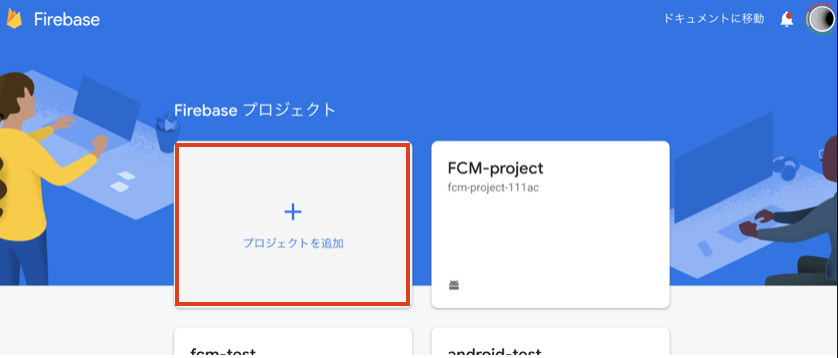 Firebase
ドキュメントに移動
Firebase プロジェクト
プロジェクトを追加
FCM-project
fcm-project-111ac
fcm-test
android-test